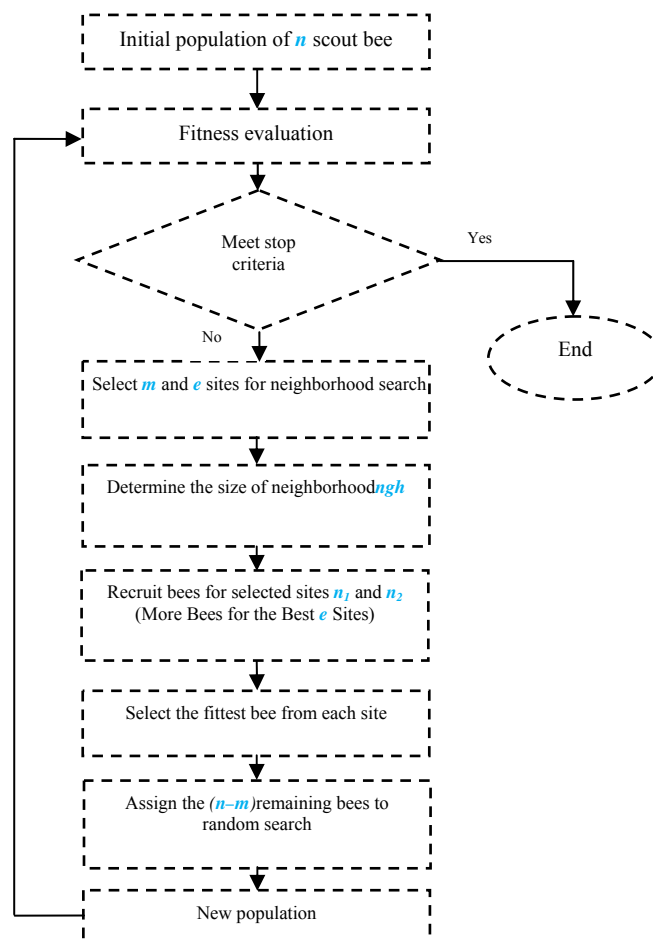 Initial population of n scout bee
Fitness evaluation
Meet stop
criteria
Yes
End
No
Select m and e sites for neighborhood search
Determine the size of neighborhoodngh
Recruit bees for selected sites n₁ and n₂
(More Bees for the Best e Sites)
Select the fittest bee from each site
Assign the (n–m)remaining bees to
random search
New population